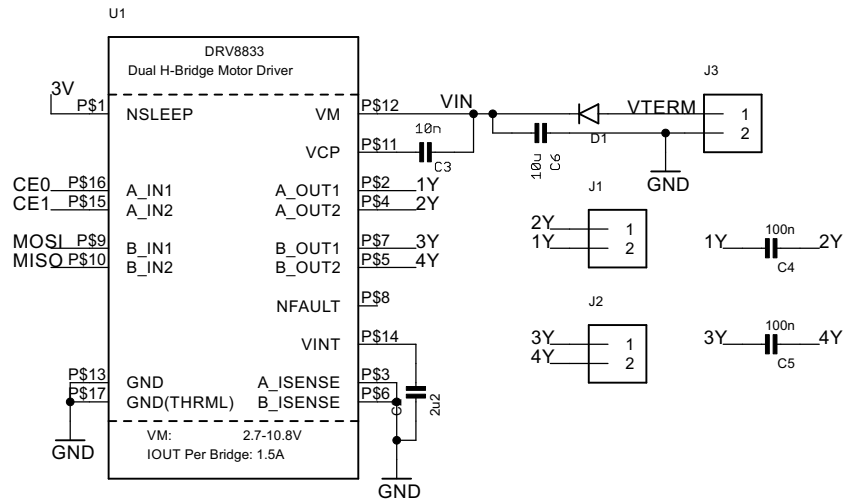 U1
DRV8833
Dual H-Bridge Motor Driver
3V
P$1
NSLEEP
VM
P$12
VIN
VTERM
J3
1
2
D1
10u
C6
GND
VCP
P$11
10n
C3
CE0
P$16
A_IN1
A_OUT1
P$2
1Y
CE1
P$15
A_IN2
A_OUT2
P$4
2Y
MOSI
P$9
B_IN1
B_OUT1
P$7
3Y
MISO
P$10
B_IN2
B_OUT2
P$5
4Y
J1
2Y
1
1Y
2
1Y
100n
2Y
C4
NFAULT
P$8
J2
3Y
1
4Y
2
3Y
100n
4Y
C5
VINT
P$14
P$13
GND
A_ISENSE
P$3
P$17
GND(THRML)
B_ISENSE
P$6
2u2
GND
VM: 2.7-10.8V
IOUT Per Bridge: 1.5A
GND